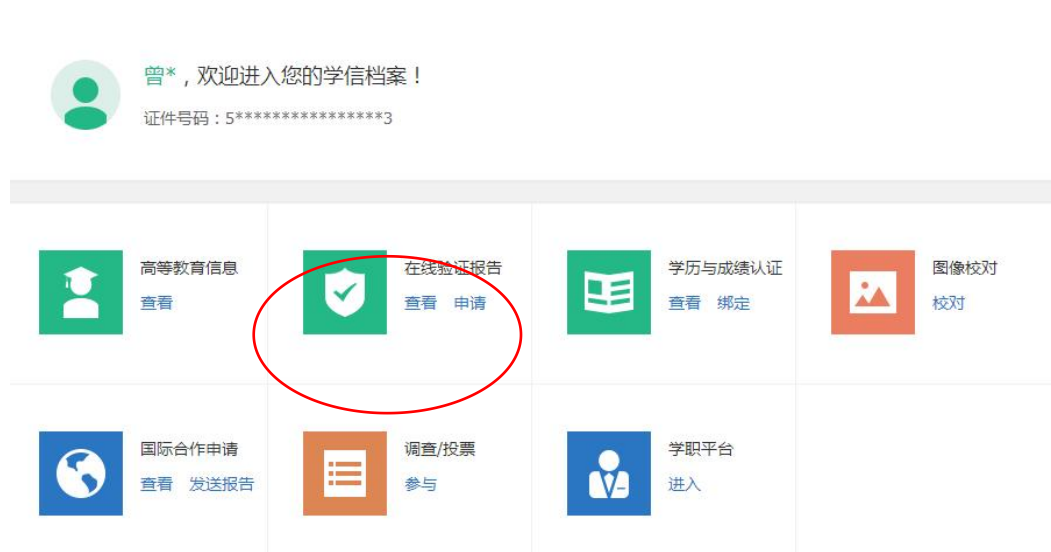 曾*，欢迎进入您的学信档案！
证件号码：5****************3
高等教育信息
查看
在线验证报告
查看 申请
学历与成绩认证
查看 绑定
图像校对
校对
国际合作申请
查看 发送报告
调查/投票
参与
学职平台
进入